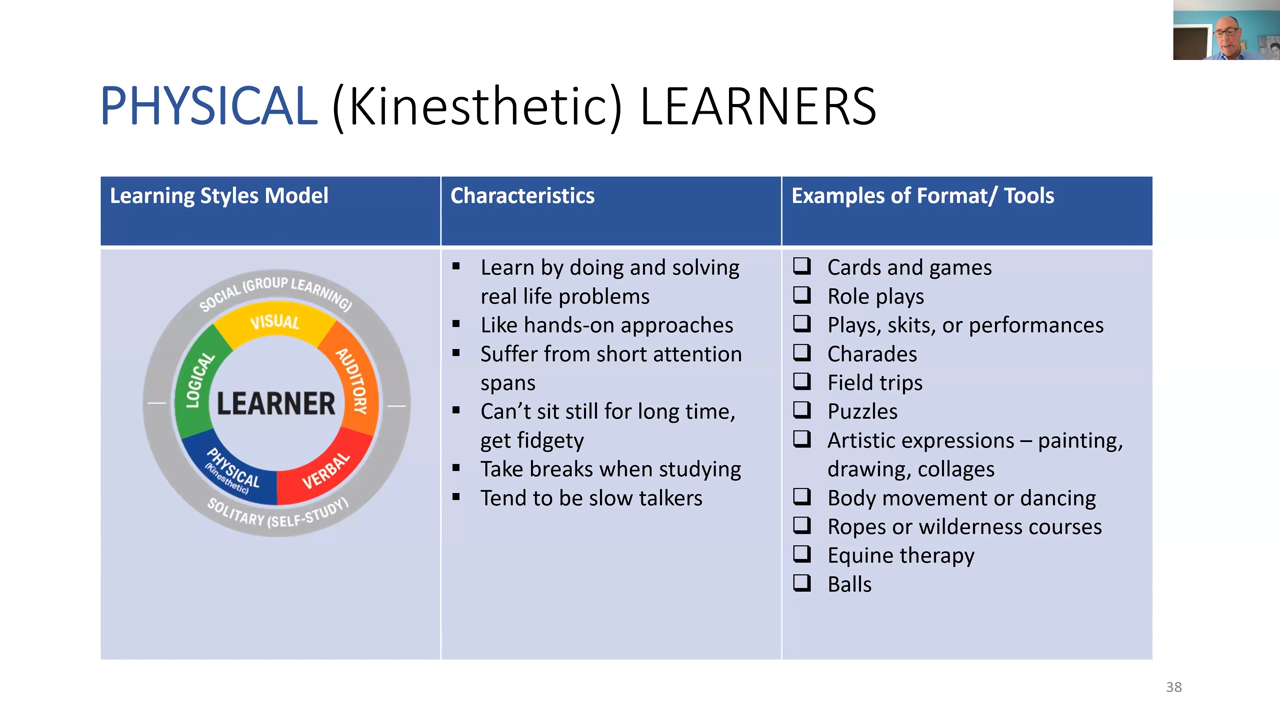 PHYSICAL (Kinesthetic) LEARNERS
Learning Styles Model
Characteristics
Examples of Format/ Tools
SOCIAL (GROUP LEARNING)
VISUAL
LOGICAL
AUDITORY
LEARNER
PHYSICAL
(Kinesthetic)
VERBAL
SOLITARY (SELF-STUDY)
▪ Learn by doing and solving
real life problems
▪ Like hands-on approaches
▪ Suffer from short attention
spans
▪ Can’t sit still for long time,
get fidgety
▪ Take breaks when studying
▪ Tend to be slow talkers
❑ Cards and games
❑ Role plays
❑ Plays, skits, or performances
❑ Charades
❑ Field trips
❑ Puzzles
❑ Artistic expressions – painting,
drawing, collages
❑ Body movement or dancing
❑ Ropes or wilderness courses
❑ Equine therapy
❑ Balls
38